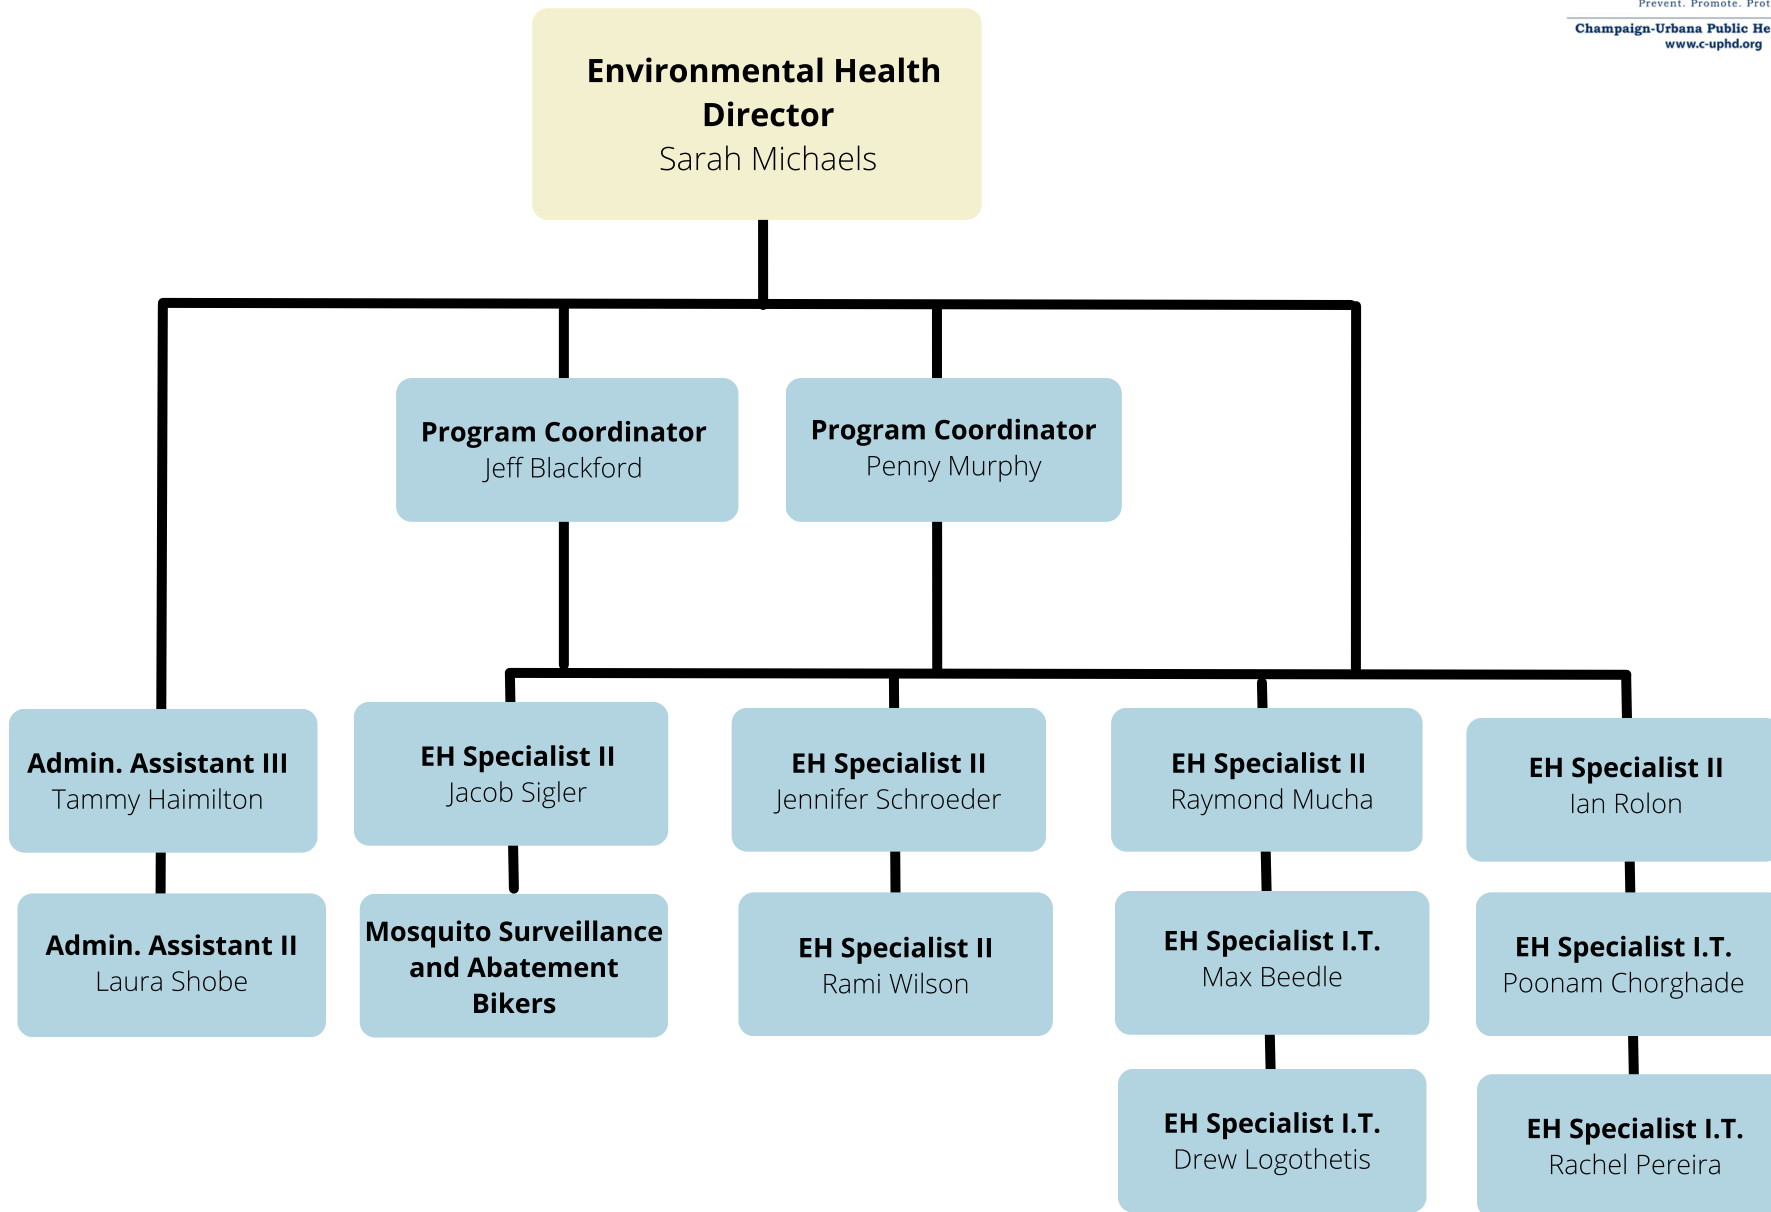 Prevent. Promote.
Champaign-Urbana Public
www.c-uphd.org
Environmental Health
Director
Sarah Michaels
Program Coordinator
Jeff Blackford
Program Coordinator
Penny Murphy
Admin. Assistant III
Tammy Haimilton
EH Specialist II
Jacob Sigler
EH Specialist II
Jennifer Schroeder
EH Specialist II
Raymond Mucha
EH Specialist II
Ian Rolon
Admin. Assistant II
Laura Shobe
Mosquito Surveillance
and Abatement
Bikers
EH Specialist II
Rami Wilson
EH Specialist I.T.
Max Beedle
EH Specialist I.T.
Poonam Chorghade
EH Specialist I.T.
Drew Logothetis
EH Specialist I.T.
Rachel Pereira